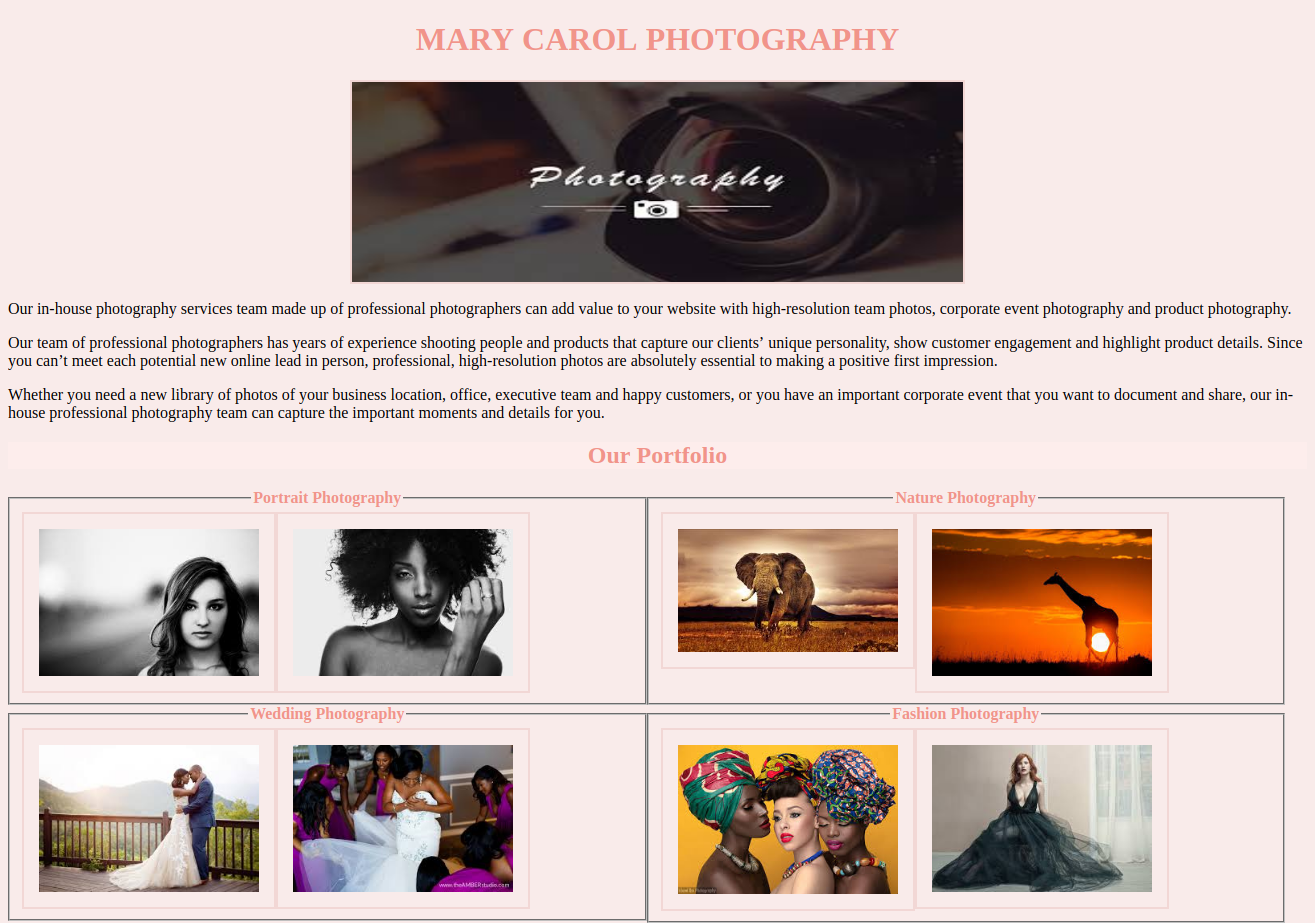 MARY CAROL PHOTOGRAPHY
Photography
Our in-house photography services team made up of professional photographers can add value to your website with high-resolution team photos, corporate event photography and product photography.
Our team of professional photographers has years of experience shooting people and products that capture our clients’ unique personality, show customer engagement and highlight product details. Since
you can’t meet each potential new online lead in person, professional, high-resolution photos are absolutely essential to making a positive first impression.
Whether you need a new library of photos of your business location, office, executive team and happy customers, or you have an important corporate event that you want to document and share, our in-
house professional photography team can capture the important moments and details for you.
Our Portfolio
Portrait Photography
Nature Photography
Wedding Photography
Fashion Photography
www.theAMBERstudio.com